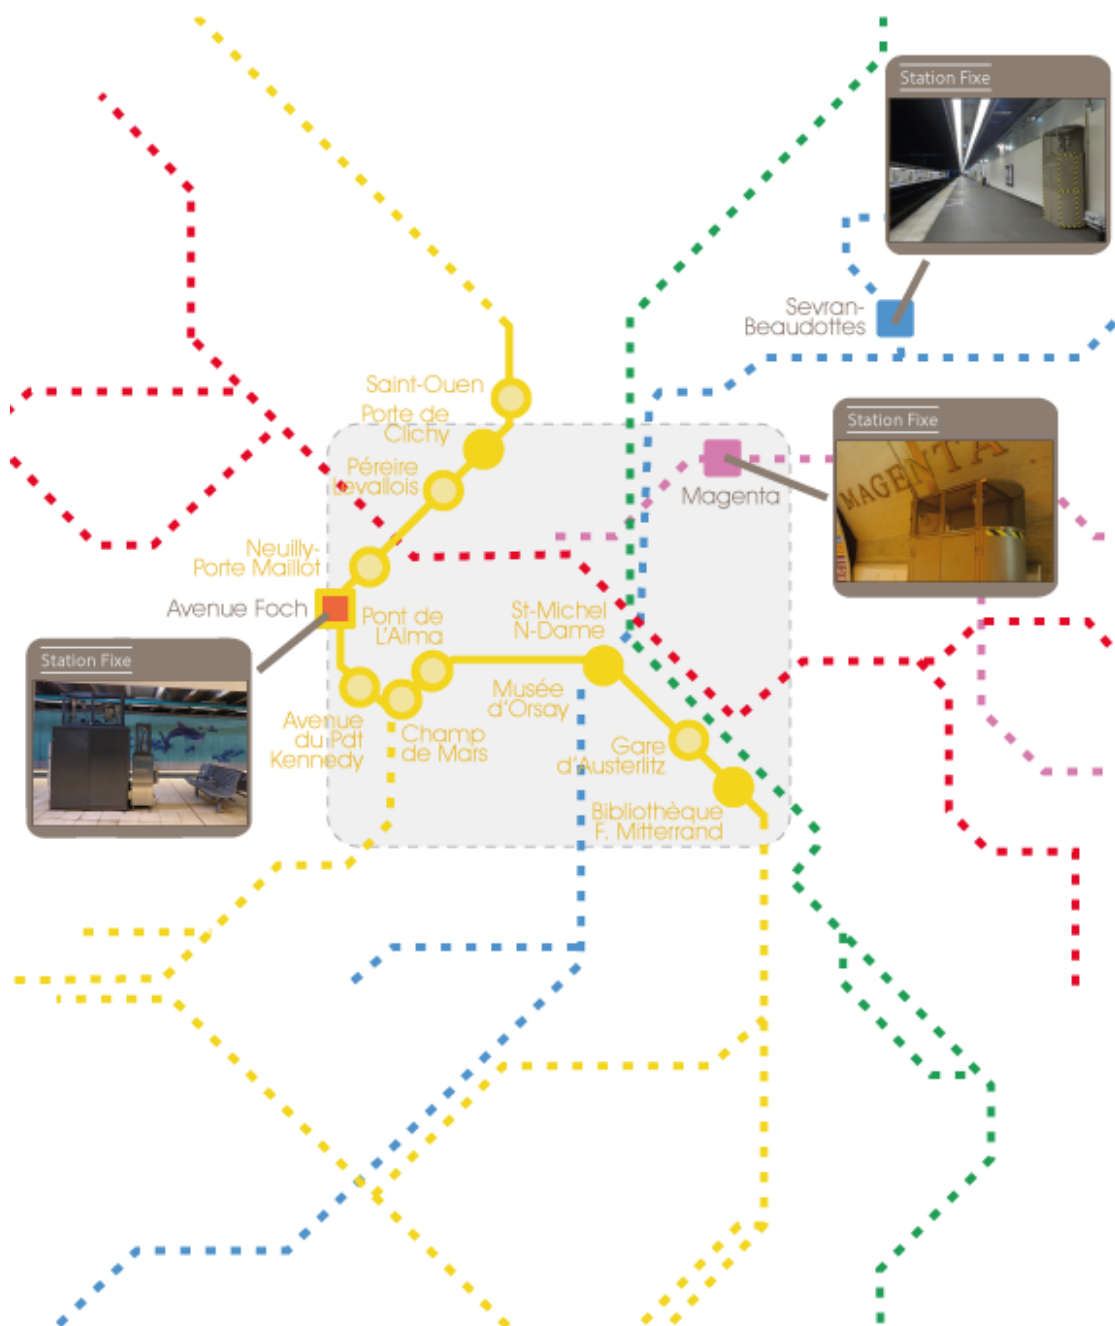 Station Fixe
Sevran-
Beaudottes
Saint-Ouen
Porte de
Clichy
Station Fixe
MAGENTA
Magenta
Péreire
Levallois
Neuilly-
Porte Maillot
Avenue Foch
Pont de
L'Alma
St-Michel
N-Dame
Station Fixe
Musée
d'Orsay
Avenue
du Pdt
Kennedy
Champ
de Mars
Gare
d'Austerlitz
Bibliothèque
F. Mitterrand